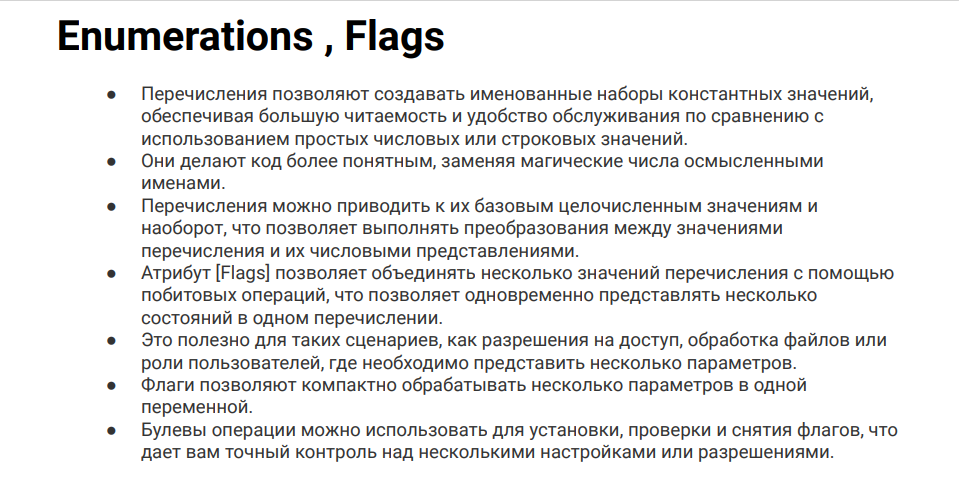 Enumerations , Flags
● Перечисления позволяют создавать именованные наборы константных значений,
обеспечивая большую читаемость и удобство обслуживания по сравнению с
использованием простых числовых или строковых значений.
● Они делают код более понятным, заменяя магические числа осмысленными
именами.
● Перечисления можно приводить к их базовым целочисленным значениям и
наоборот, что позволяет выполнять преобразования между значениями
перечисления и их числовыми представлениями.
● Атрибут [Flags] позволяет объединять несколько значений перечисления с помощью
побитовых операций, что позволяет одновременно представлять несколько
состояний в одном перечислении.
● Это полезно для таких сценариев, как разрешения на доступ, обработка файлов или
роли пользователей, где необходимо представить несколько параметров.
● Флаги позволяют компактно обрабатывать несколько параметров в одной
переменной.
● Булевы операции можно использовать для установки, проверки и снятия флагов, что
дает вам точный контроль над несколькими настройками или разрешениями.